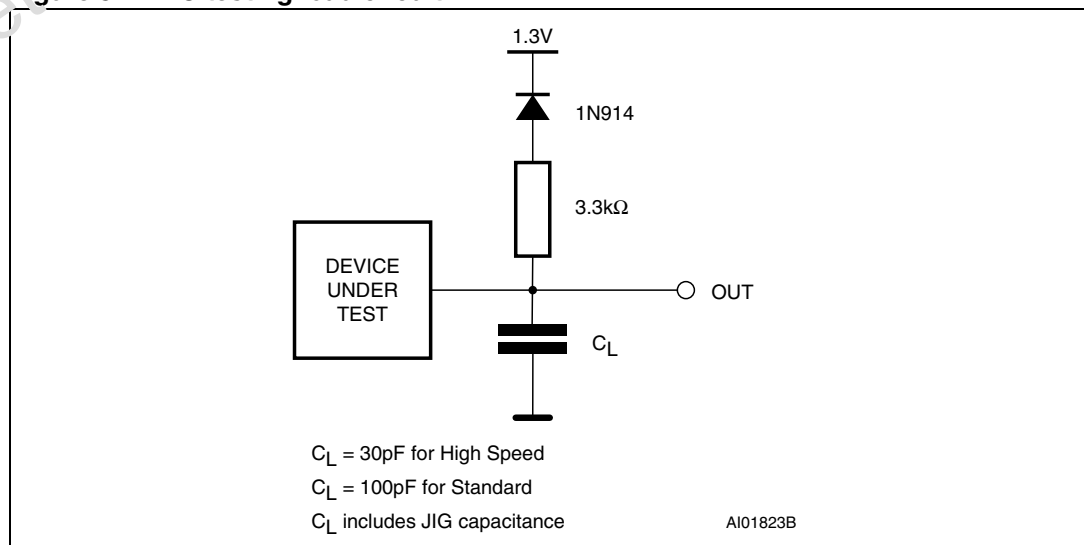 1.3V
1N914
3.3kΩ
DEVICE
UNDER
TEST
OUT
CL
CL = 30pF for High Speed
CL = 100pF for Standard
CL includes JIG capacitance
AI01823B